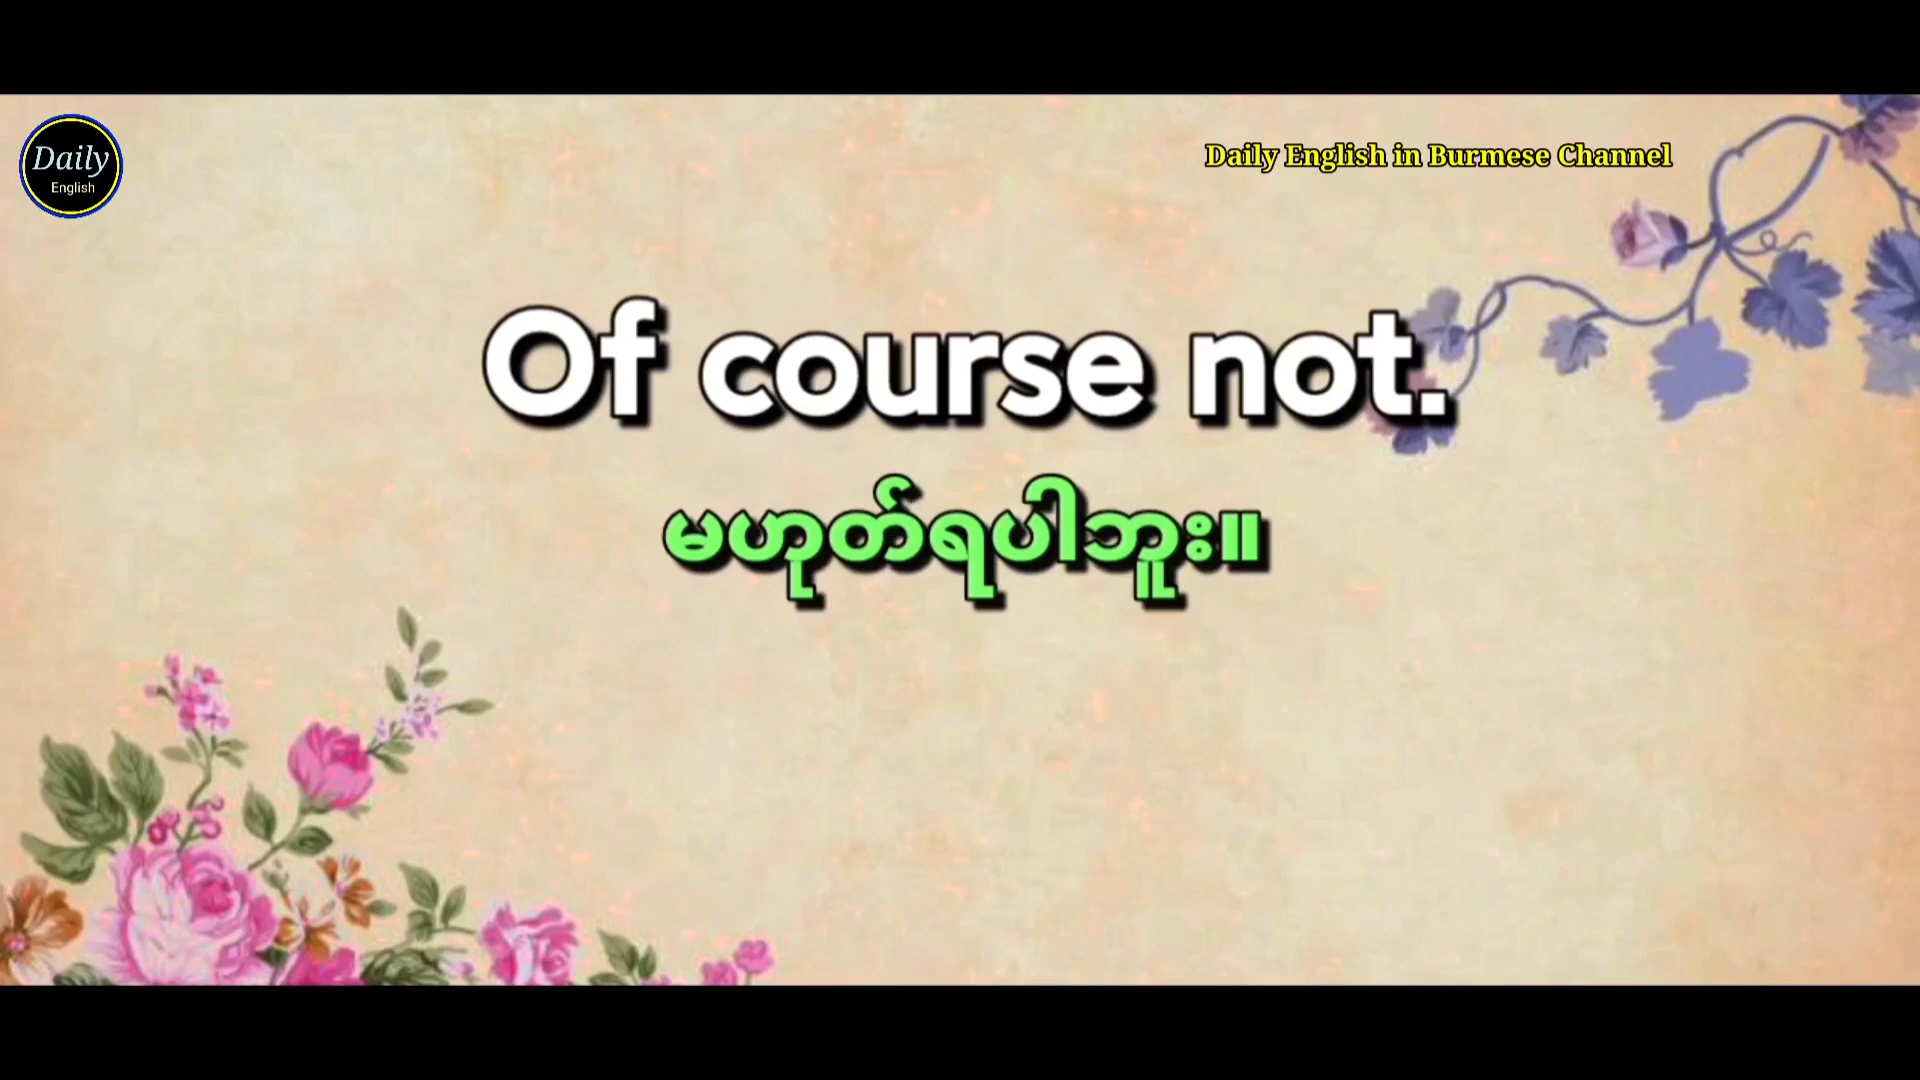 Daily
English
Daily English in Burmese Channel
Of course not.
မဟုတ်ရပါဘူး။